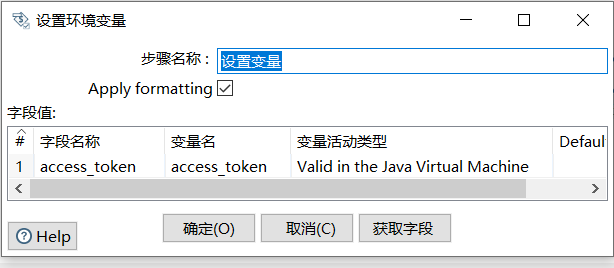 设置环境变量
步骤名称：
设置变量
Apply formatting
字段值:
# 字段名称 变量名 变量活动类型 Defaul
1 access_token access_token Valid in the Java Virtual Machine
Help 确定(O) 取消(C) 获取字段